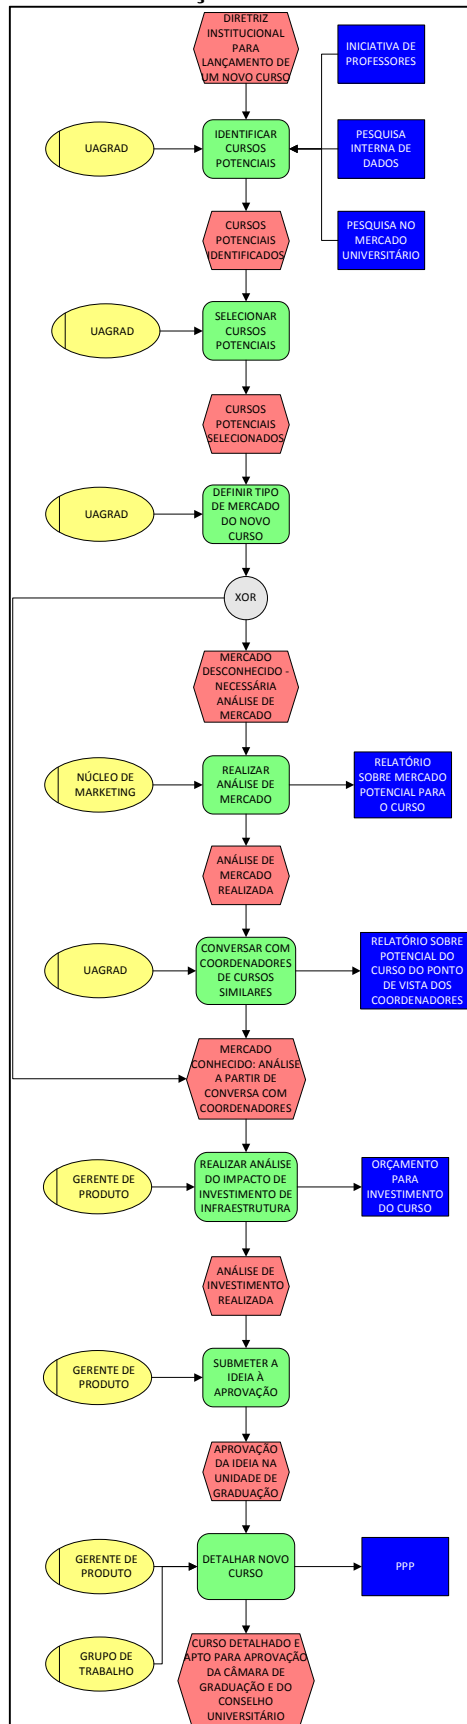 DIRETRIZ
INSTITUCIONAL
PARA
LANÇAMENTO DE
UM NOVO CURSO
INICIATIVA DE
PROFESSORES
UAGRAD
IDENTIFICAR
CURSOS
POTENCIAIS
PESQUISA
INTERNA DE
DADOS
CURSOS
POTENCIAIS
IDENTIFICADOS
PESQUISA NO
MERCADO
UNIVERSITÁRIO
UAGRAD
SELECIONAR
CURSOS
POTENCIAIS
CURSOS
POTENCIAIS
SELECIONADOS
UAGRAD
DEFINIR TIPO
DE MERCADO
DO NOVO
CURSO
XOR
MERCADO
DESCONHECIDO -
NECESSÁRIA
ANÁLISE DE
MERCADO
NÚCLEO DE
MARKETING
REALIZAR
ANÁLISE DE
MERCADO
RELATÓRIO
SOBRE MERCADO
POTENCIAL PARA
O CURSO
ANÁLISE DE
MERCADO
REALIZADA
UAGRAD
CONVERSAR COM
COORDENADORES
DE CURSOS
SIMILARES
RELATÓRIO SOBRE
POTENCIAL DO
CURSO DO PONTO
DE VISTA DOS
COORDENADORES
MERCADO
CONHECIDO: ANÁLISE
A PARTIR DE
CONVERSA COM
COORDENADORES
GERENTE DE
PRODUTO
REALIZAR ANÁLISE
DO IMPACTO DE
INVESTIMENTO DE
INFRAESTRUTURA
ORÇAMENTO
PARA
INVESTIMENTO
DO CURSO
ANÁLISE DE
INVESTIMENTO
REALIZADA
GERENTE DE
PRODUTO
SUBMETER A
IDEIA À
APROVAÇÃO
APROVAÇÃO
DA IDEIA NA
UNIDADE DE
GRADUAÇÃO
GERENTE DE
PRODUTO
DETALHAR NOVO
CURSO
PPP
GRUPO DE
TRABALHO
CURSO DETALHADO E
APTO PARA APROVAÇÃO
DA CÂMARA DE
GRADUAÇÃO E DO
CONSELHO
UNIVERSITÁRIO